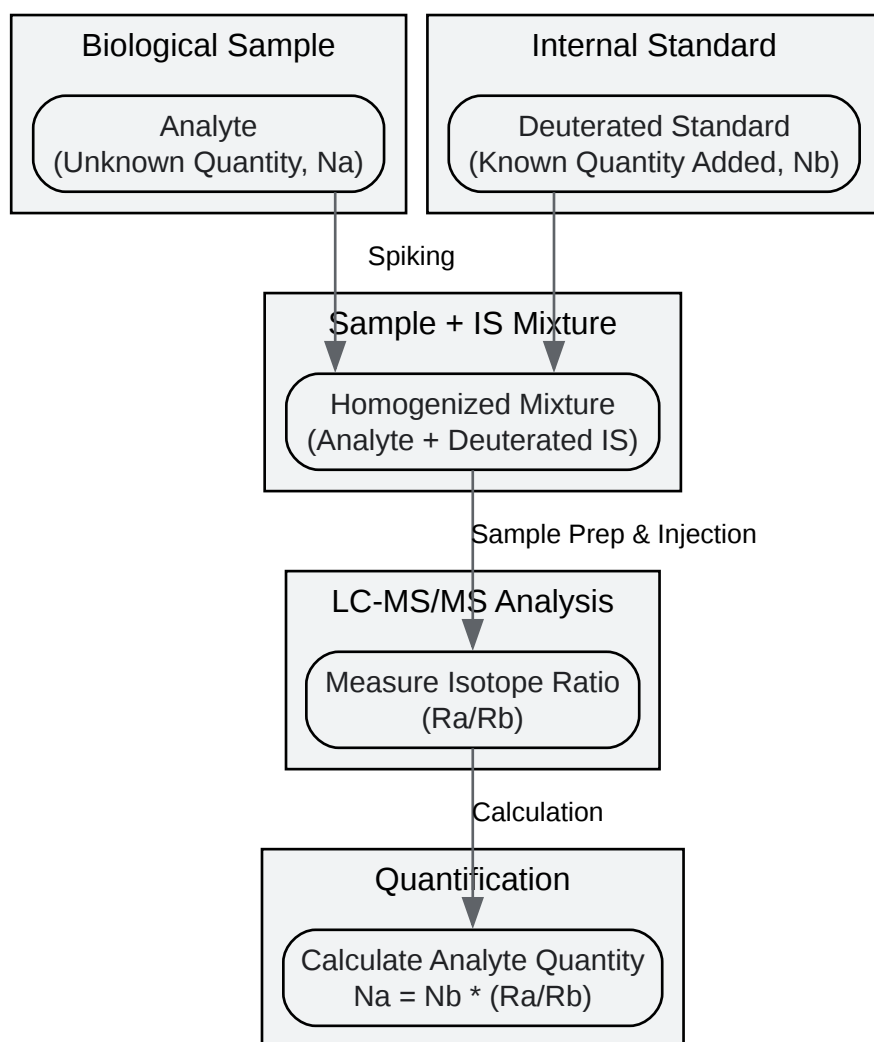 Biological Sample
Internal Standard
Analyte
(Unknown Quantity, Na)
Deuterated Standard
(Known Quantity Added, Nb)
Spiking
Sample + IS Mixture
Homogenized Mixture
(Analyte + Deuterated IS)
Sample Prep & Injection
LC-MS/MS Analysis
Measure Isotope Ratio
(Ra/Rb)
Calculation
Quantification
Calculate Analyte Quantity
Na = Nb * (Ra/Rb)